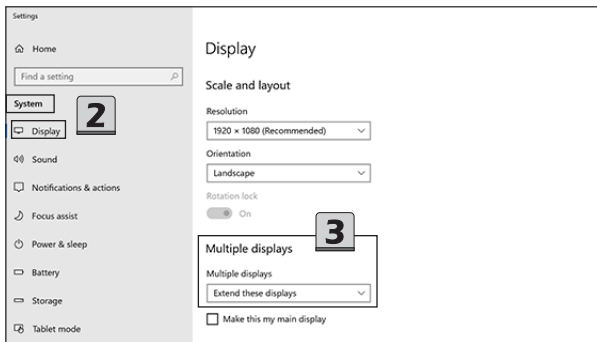 Settings
Home
Find a setting
System
2
Display
Sound
Notifications & actions
Focus assist
Power & sleep
Battery
Storage
Tablet mode
Display
Scale and layout
Resolution
1920 × 1080 (Recommended)
Orientation
Landscape
Rotation lock
On
3
Multiple displays
Multiple displays
Extend these displays
Make this my main display